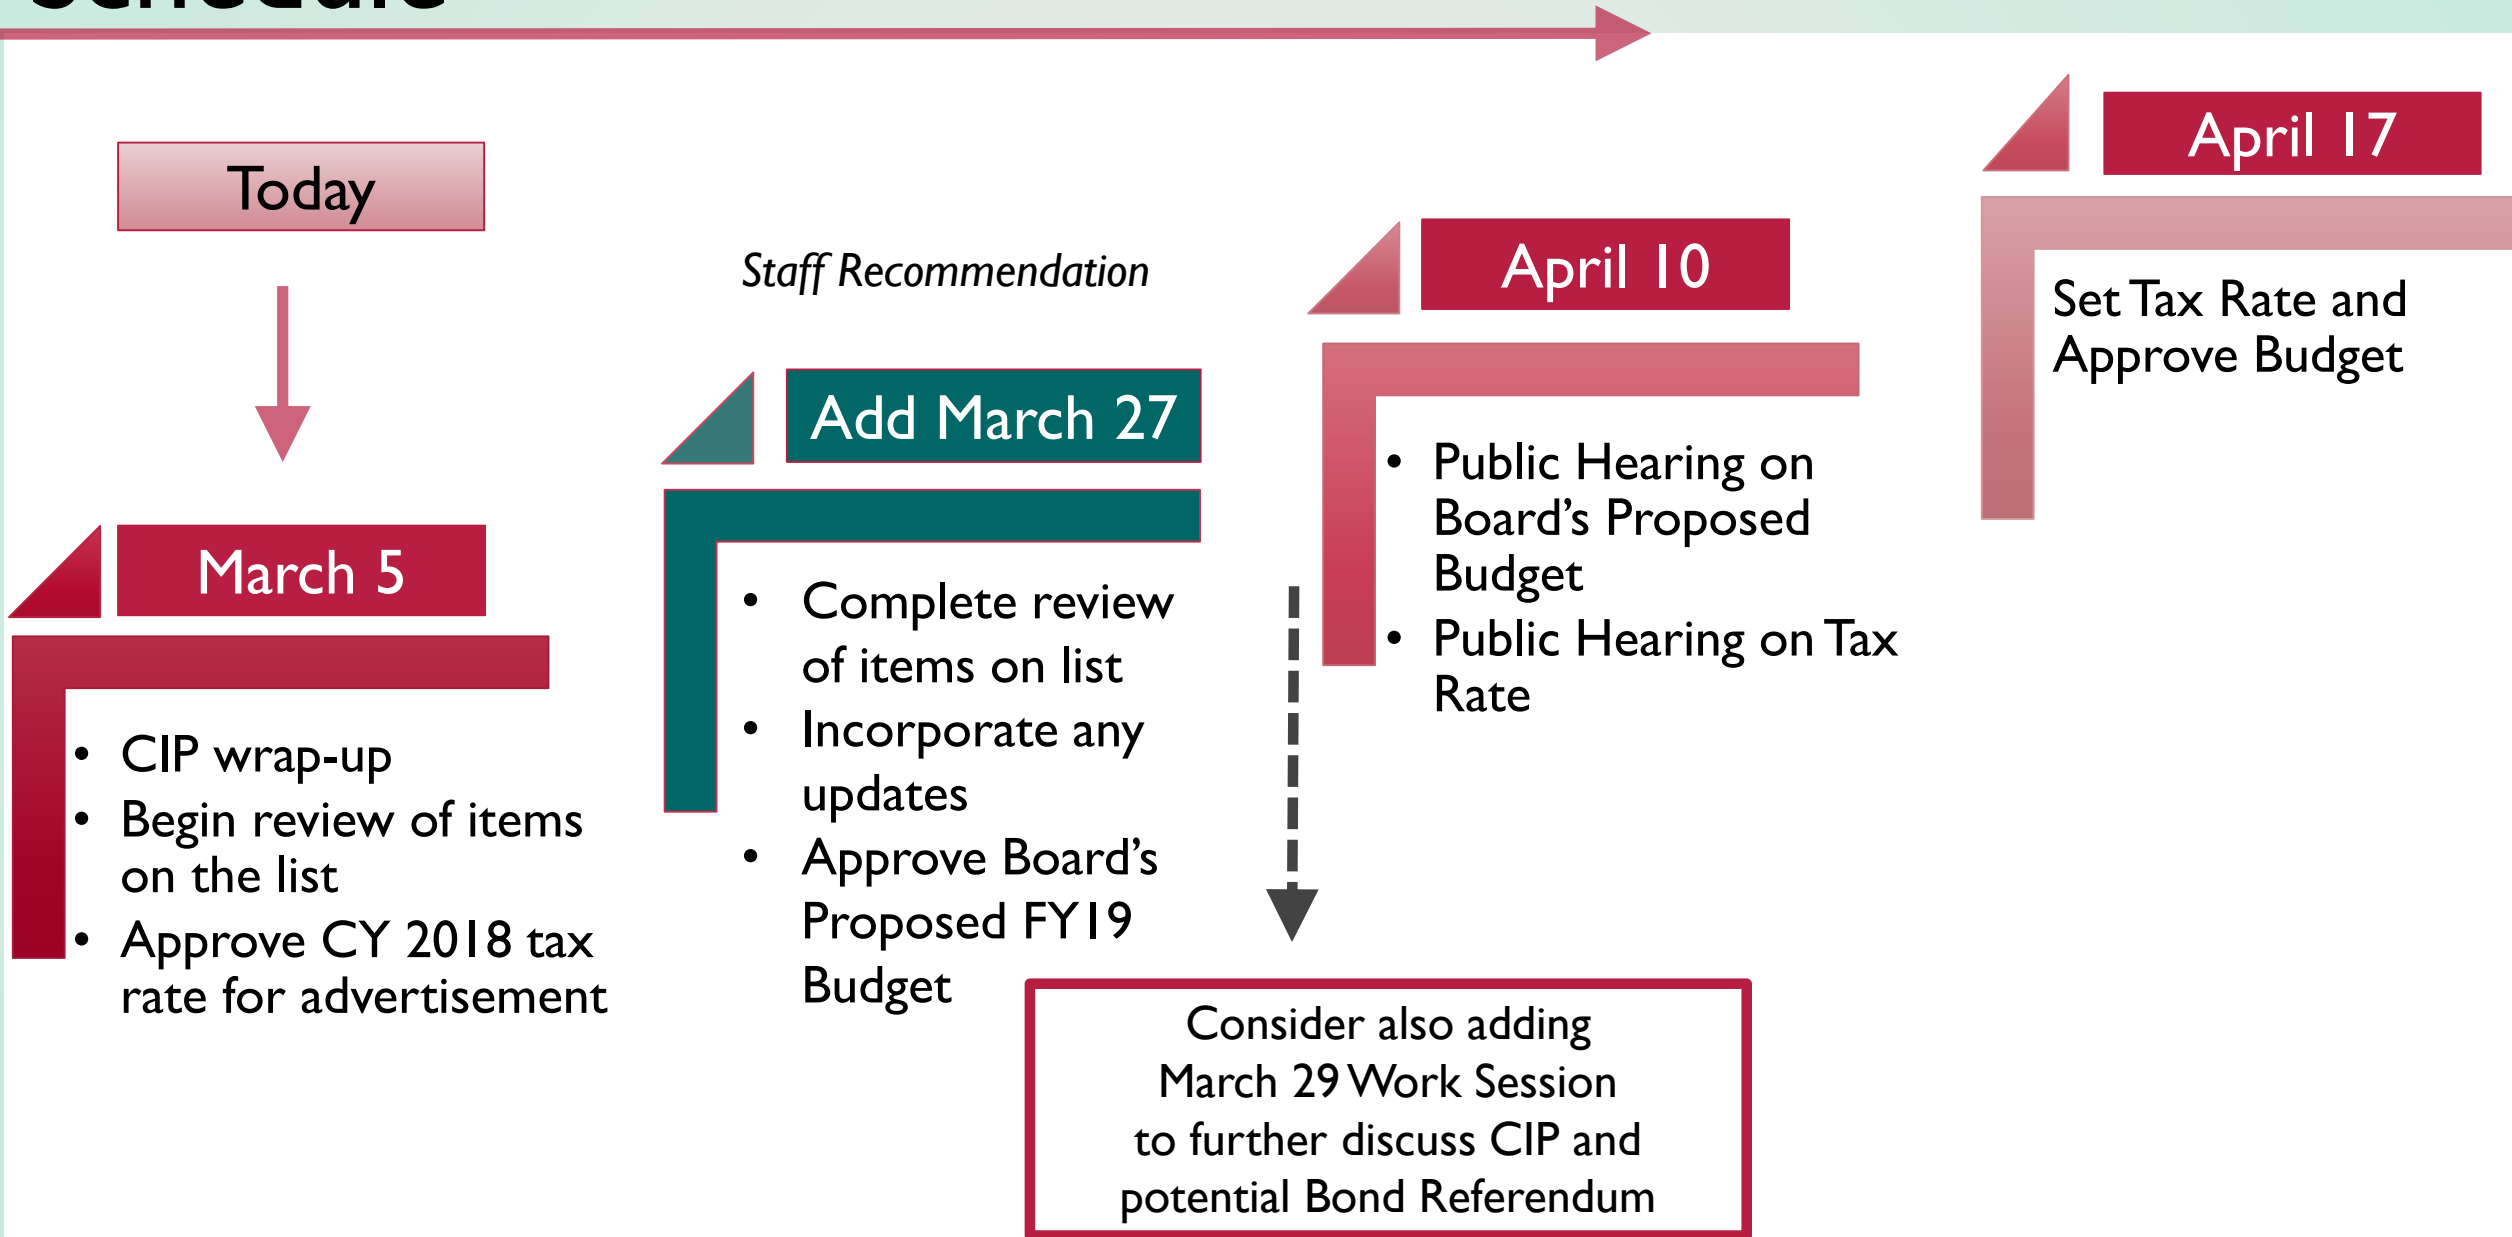 Schedule
Today
March 5
• CIP wrap-up
• Begin review of items
on the list
• Approve CY 2018 tax
rate for advertisement
Staff Recommendation
Add March 27
• Complete review
of items on list
• Incorporate any
updates
• Approve Board’s
Proposed FY19
Budget
Consider also adding
March 29 Work Session
to further discuss CIP and
potential Bond Referendum
April 10
• Public Hearing on
Board’s Proposed
Budget
• Public Hearing on Tax
Rate
April 17
Set Tax Rate and
Approve Budget